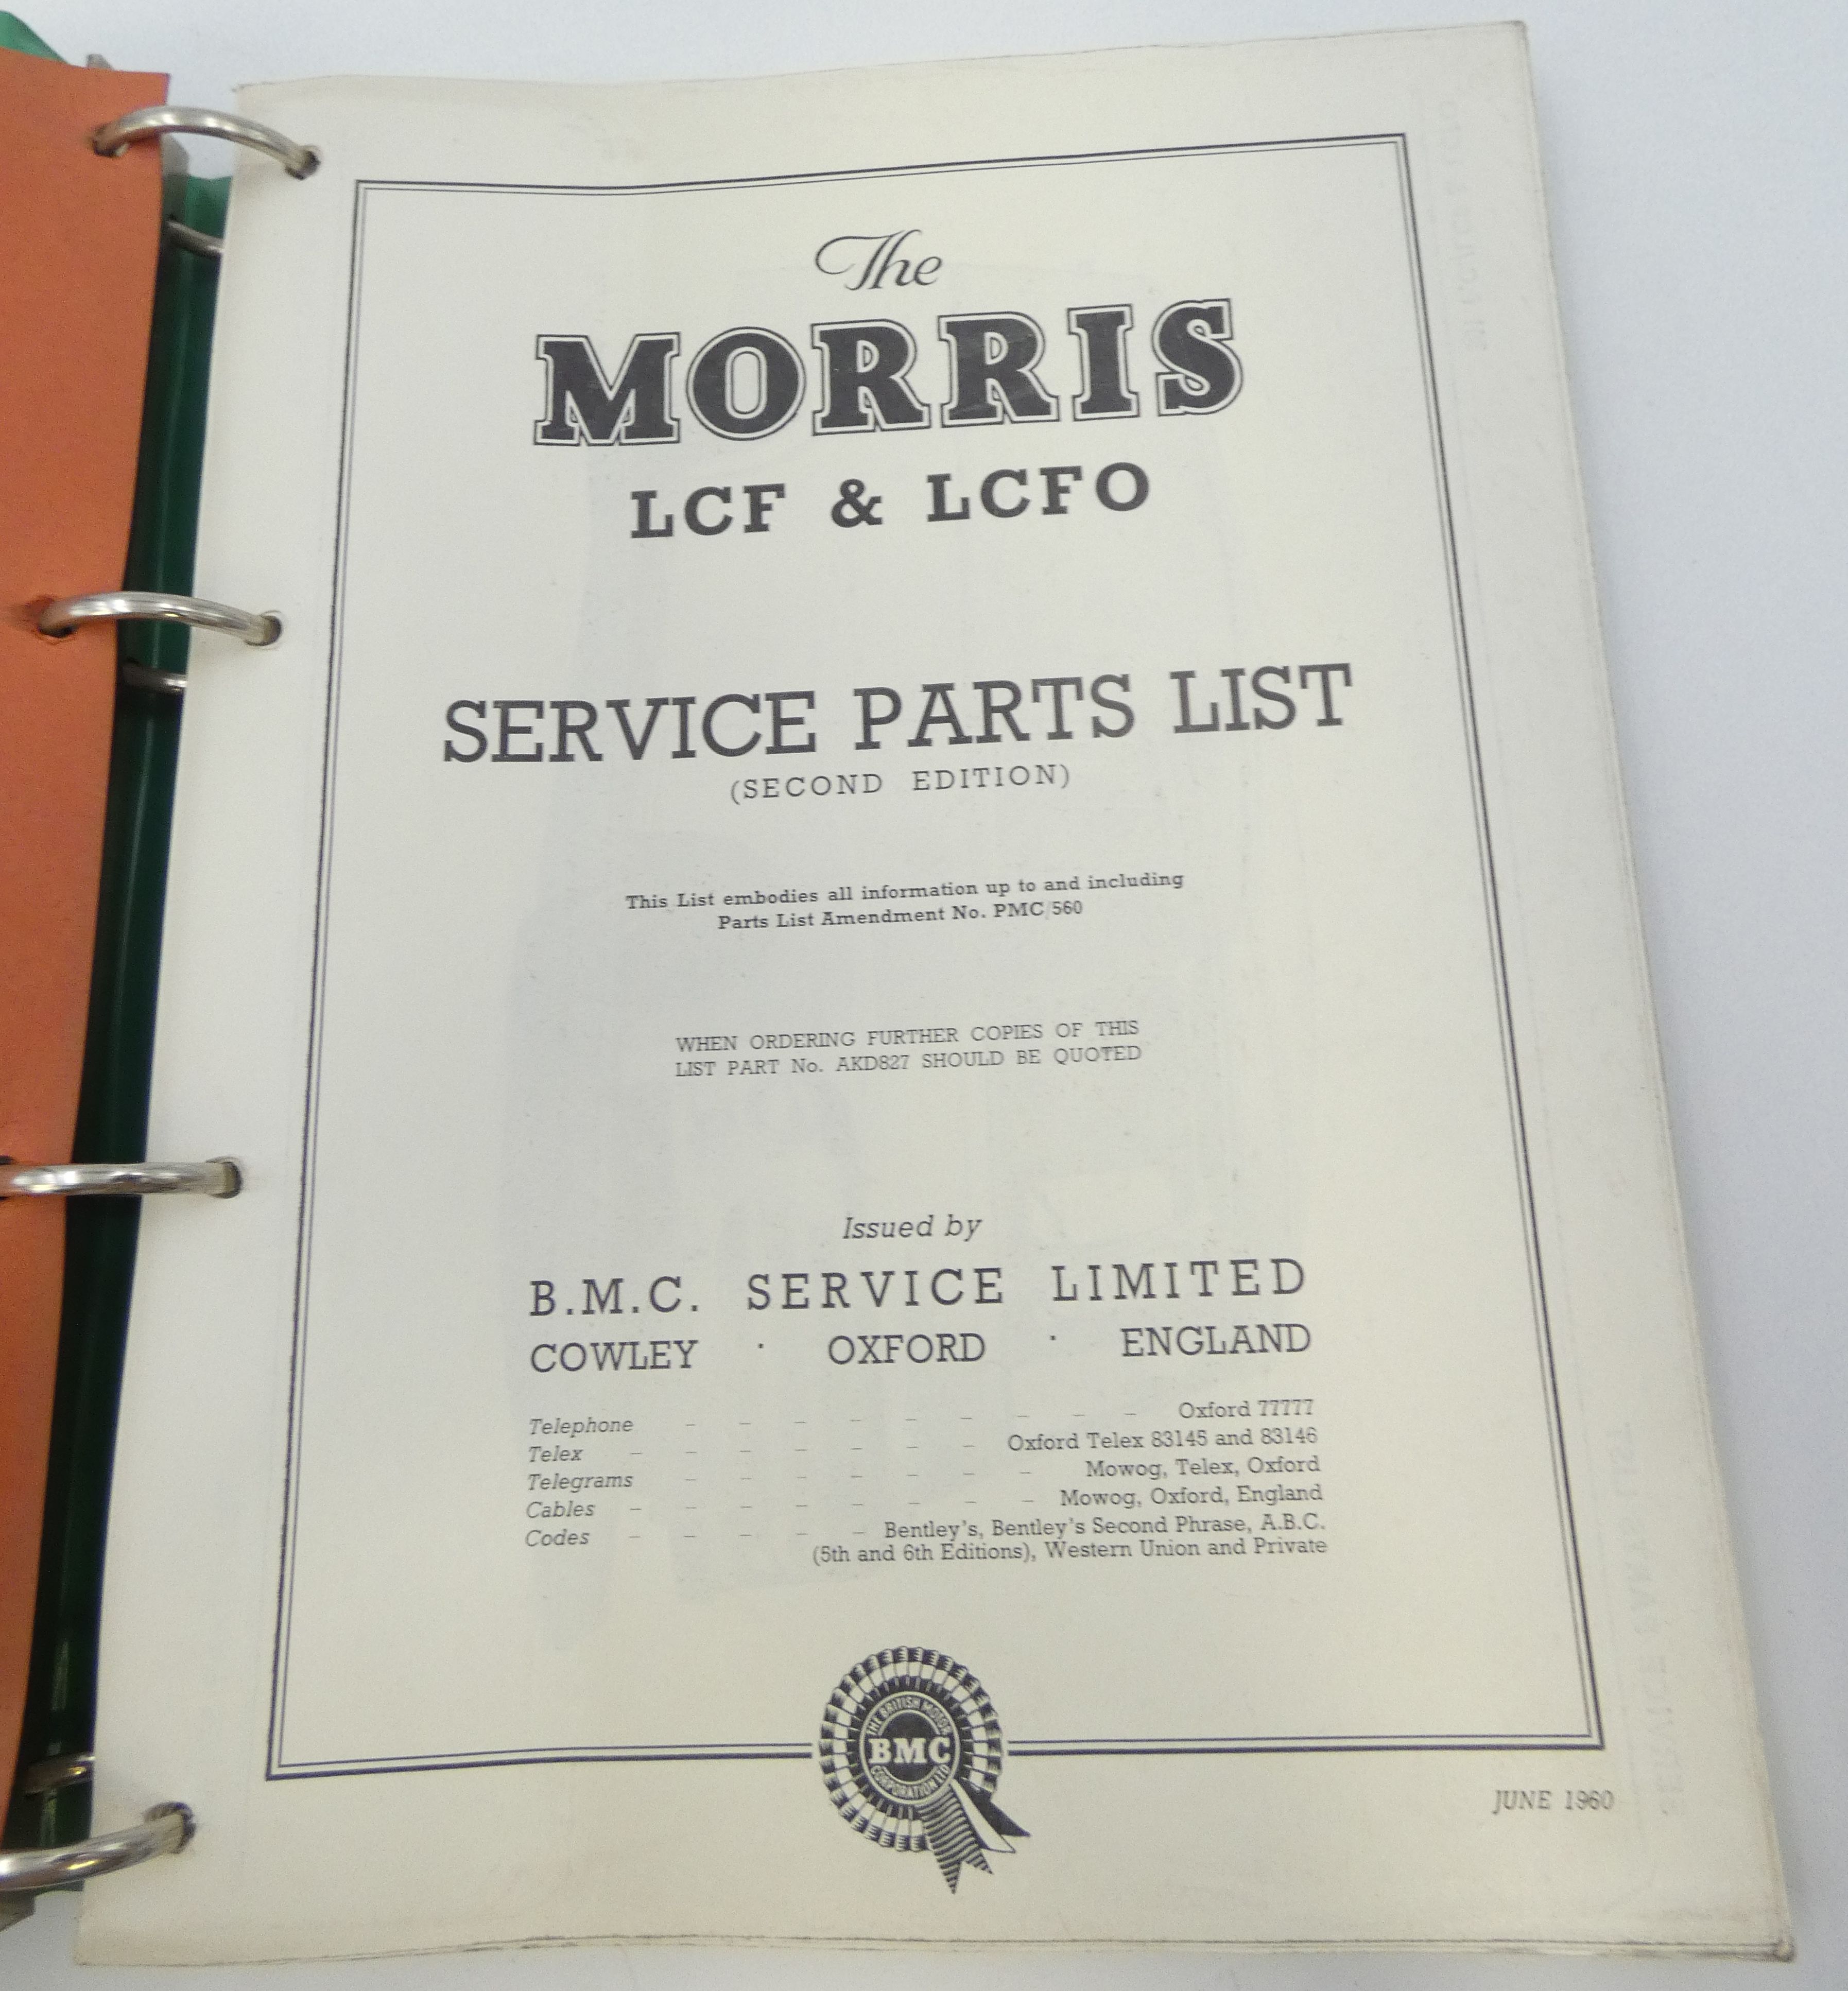 The
MORRIS
LCF & LCFO
SERVICE PARTS LIST
(SECOND EDITION)
This List embodies all information up to and including
Parts List Amendment No. PMC/560
WHEN ORDERING FURTHER COPIES OF THIS
LIST PART No. AKD827 SHOULD BE QUOTED
Issued by
B.M.C. SERVICE LIMITED
COWLEY · OXFORD · ENGLAND
Telephone – – – – – – – – – Oxford 77777
Telex – – – – – – – Oxford Telex 83145 and 83146
Telegrams – – – – – – – Mowog, Telex, Oxford
Cables – – – – – – – – Mowog, Oxford, England
Codes – – – – – Bentley's, Bentley's Second Phrase, A.B.C.
(5th and 6th Editions), Western Union and Private
THE BRITISH MOTOR
BMC
CORPORATION LTD
JUNE 1960